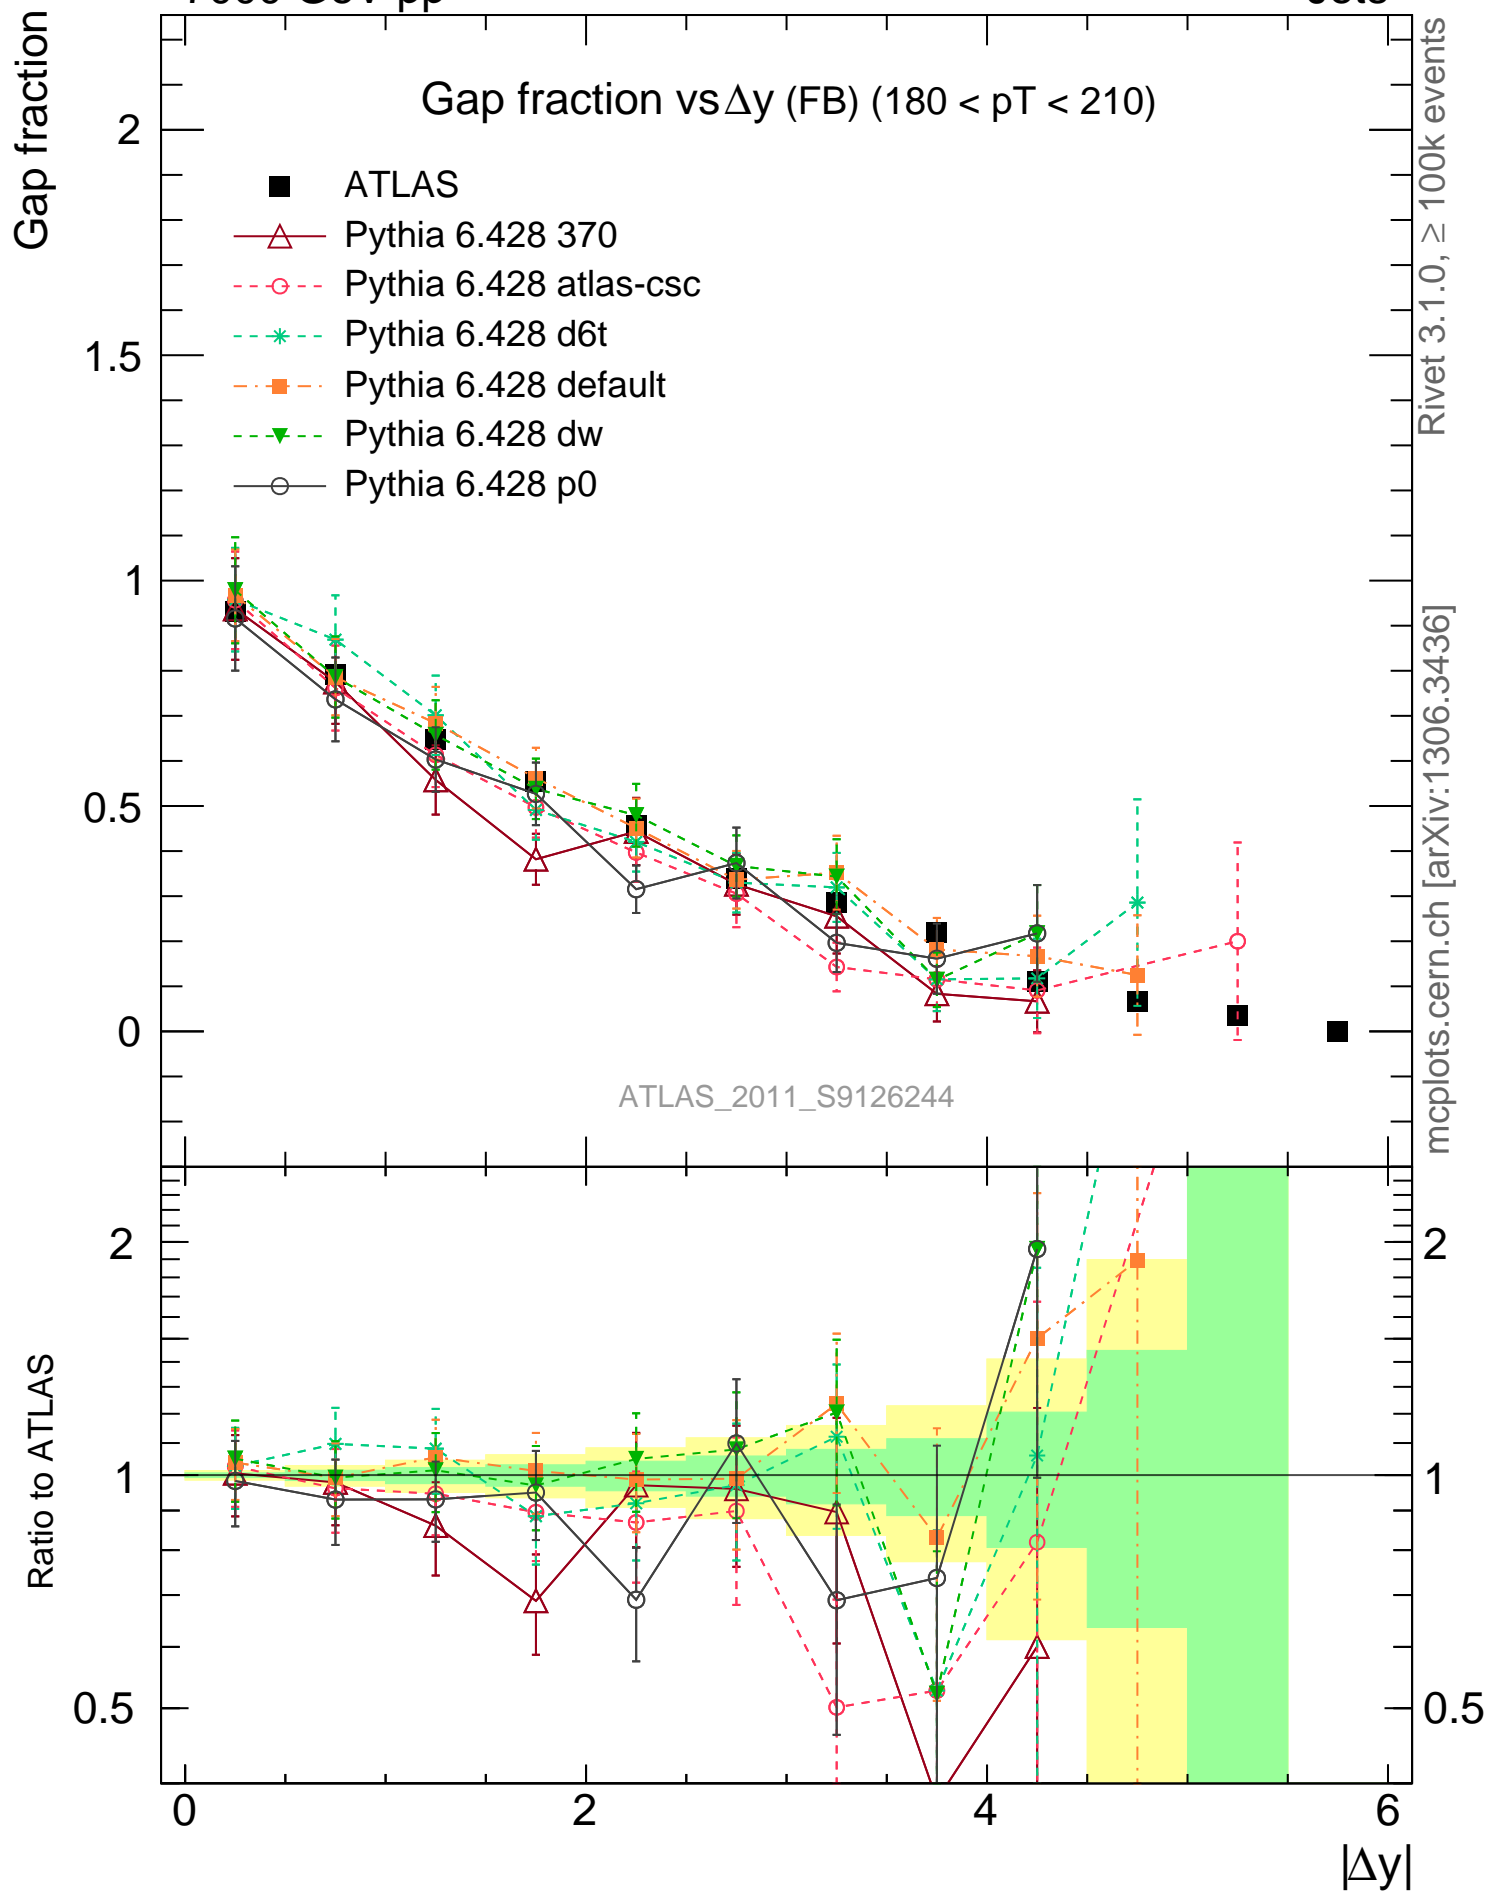 Gap fraction vs Δy (FB) (180 < pT < 210)
Gap fraction
2
1.5
1
0.5
0
ATLAS
Pythia 6.428 370
Pythia 6.428 atlas-csc
Pythia 6.428 d6t
Pythia 6.428 default
Pythia 6.428 dw
Pythia 6.428 p0
ATLAS_2011_S9126244
Rivet 3.1.0, ≥ 100k events
mcplots.cern.ch [arXiv:1306.3436]
Ratio to ATLAS
2
1
0.5
2
1
0.5
0
2
4
6
|Δy|